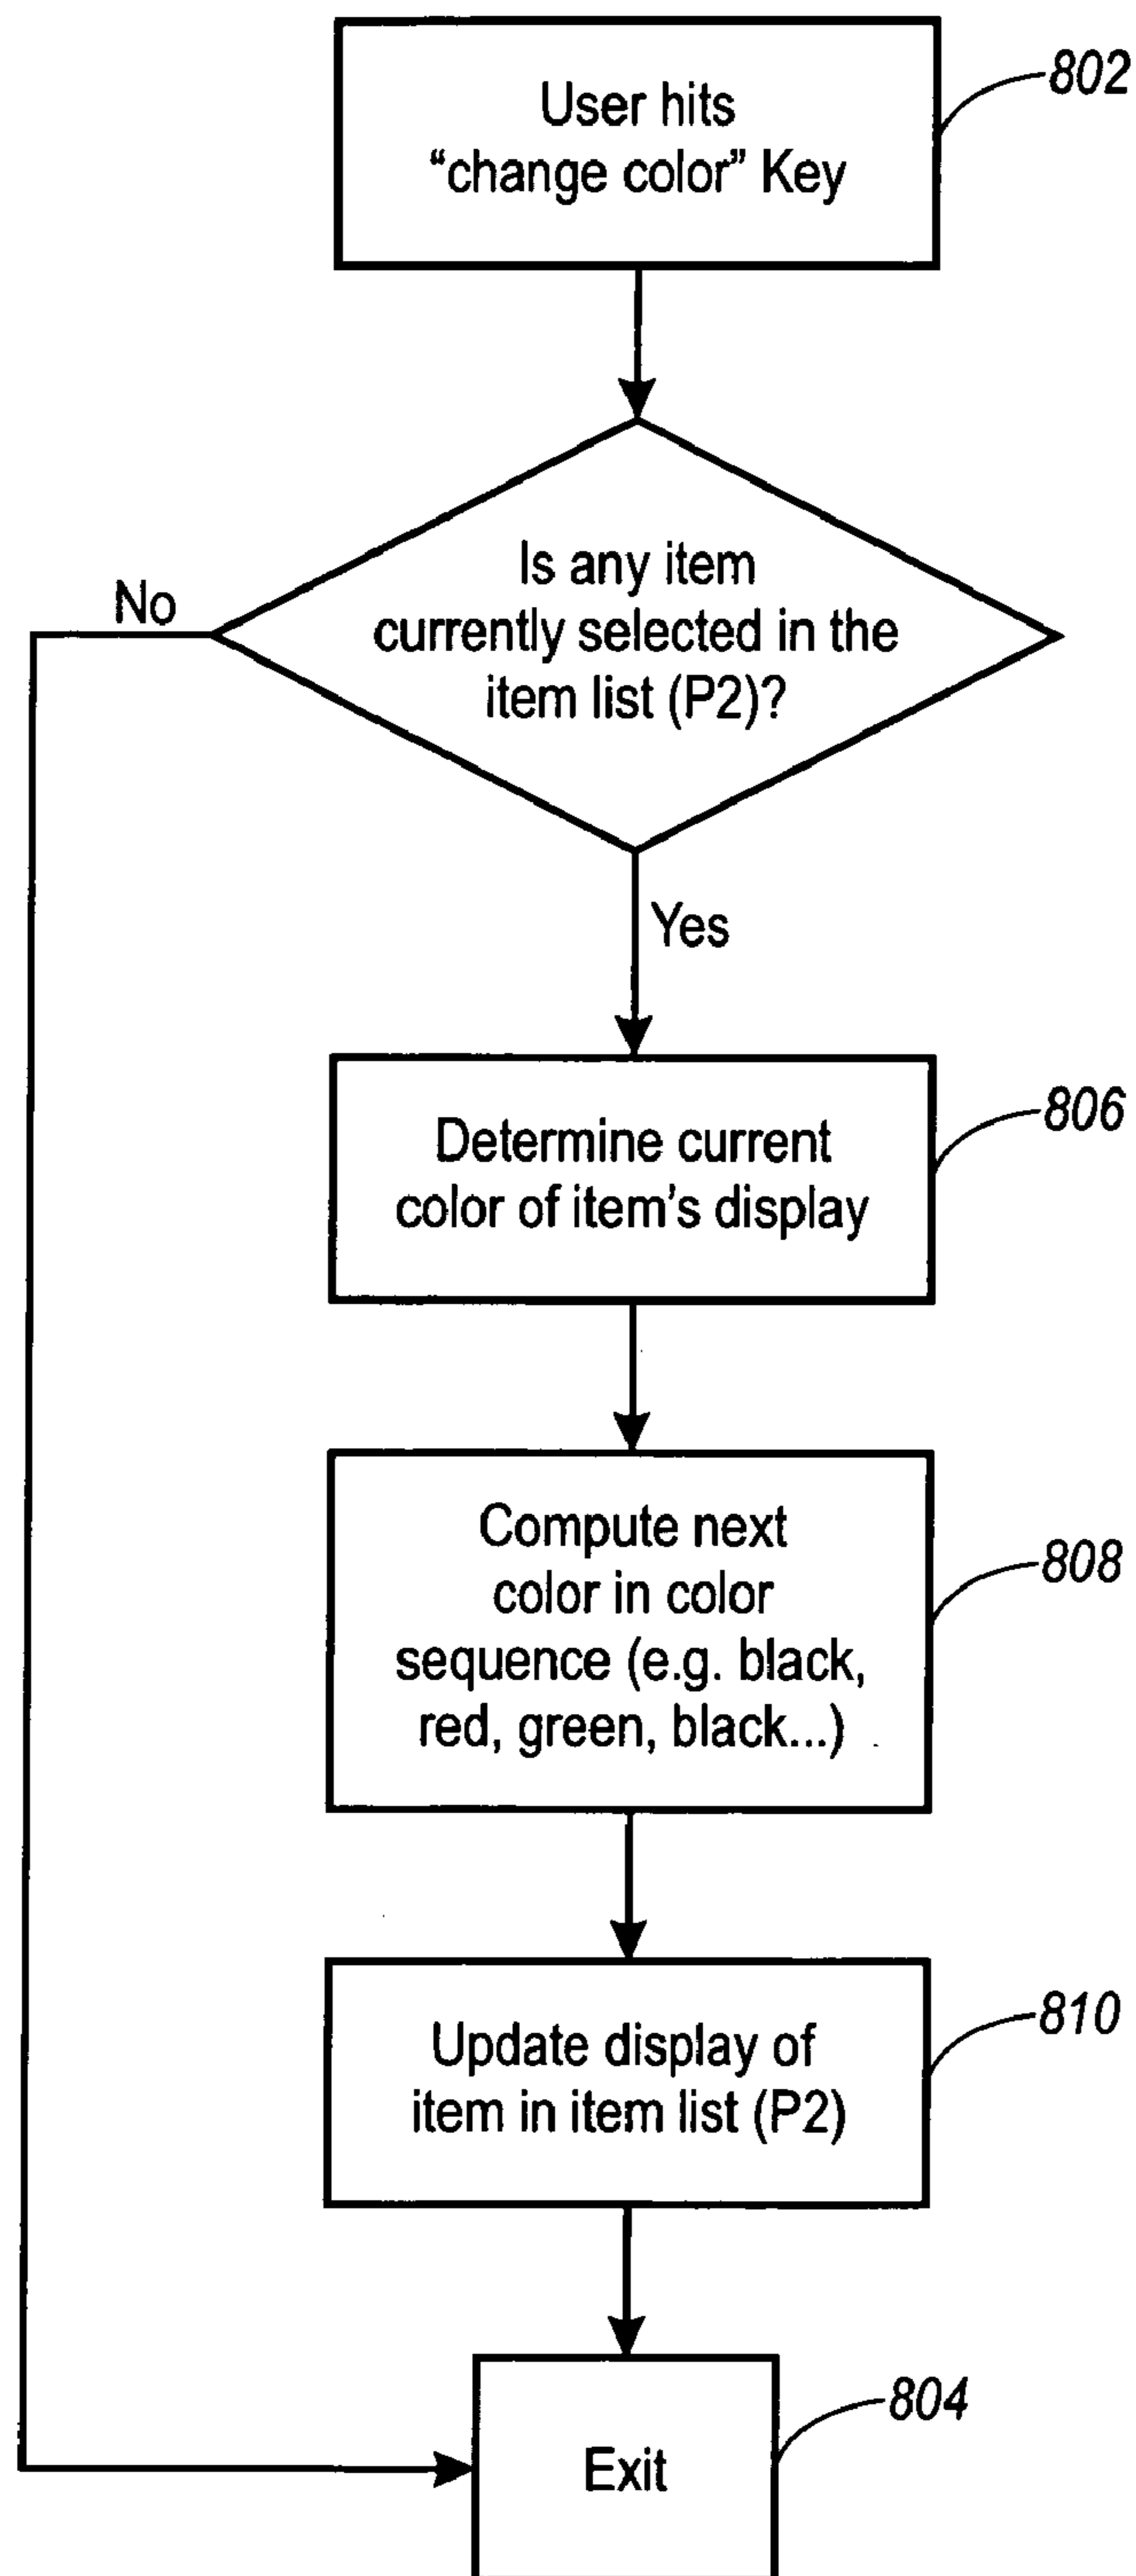 User hits
“change color” Key
802
Is any item
currently selected in the
item list (P2)?
No
Yes
Determine current
color of item’s display
806
Compute next
color in color
sequence (e.g. black,
red, green, black...)
808
Update display of
item in item list (P2)
810
Exit
804